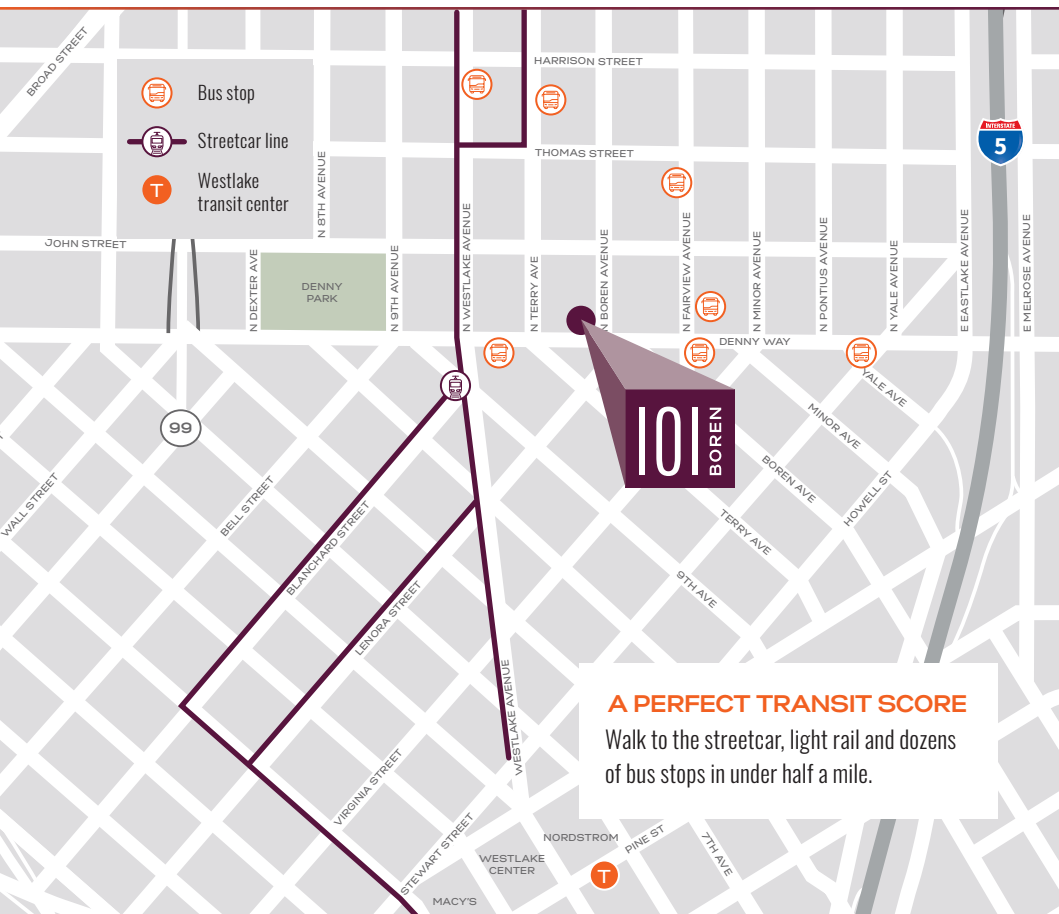 BROAD STREET
HARRISON STREET
Bus stop
Streetcar line
T
Westlake
transit center
INTERSTATE
5
THOMAS STREET
N 8TH AVENUE
JOHN STREET
N DEXTER AVE
DENNY
PARK
N 9TH AVENUE
N WESTLAKE AVENUE
N TERRY AVE
N BOREN AVENUE
N FAIRVIEW AVENUE
N MINOR AVENUE
N PONTIUS AVENUE
N YALE AVENUE
E EASTLAKE AVENUE
E MELROSE AVENUE
DENNY WAY
YALE AVE
99
101
BOREN
MINOR AVE
BOREN AVE
HOWELL ST
TERRY AVE
9TH AVE
WALL STREET
BELL STREET
BLANCHARD STREET
LENORA STREET
WESTLAKE AVENUE
VIRGINIA STREET
STEWART STREET
A PERFECT TRANSIT SCORE
Walk to the streetcar, light rail and dozens
of bus stops in under half a mile.
NORDSTROM
PINE ST
7TH AVE
WESTLAKE
CENTER
T
MACY'S